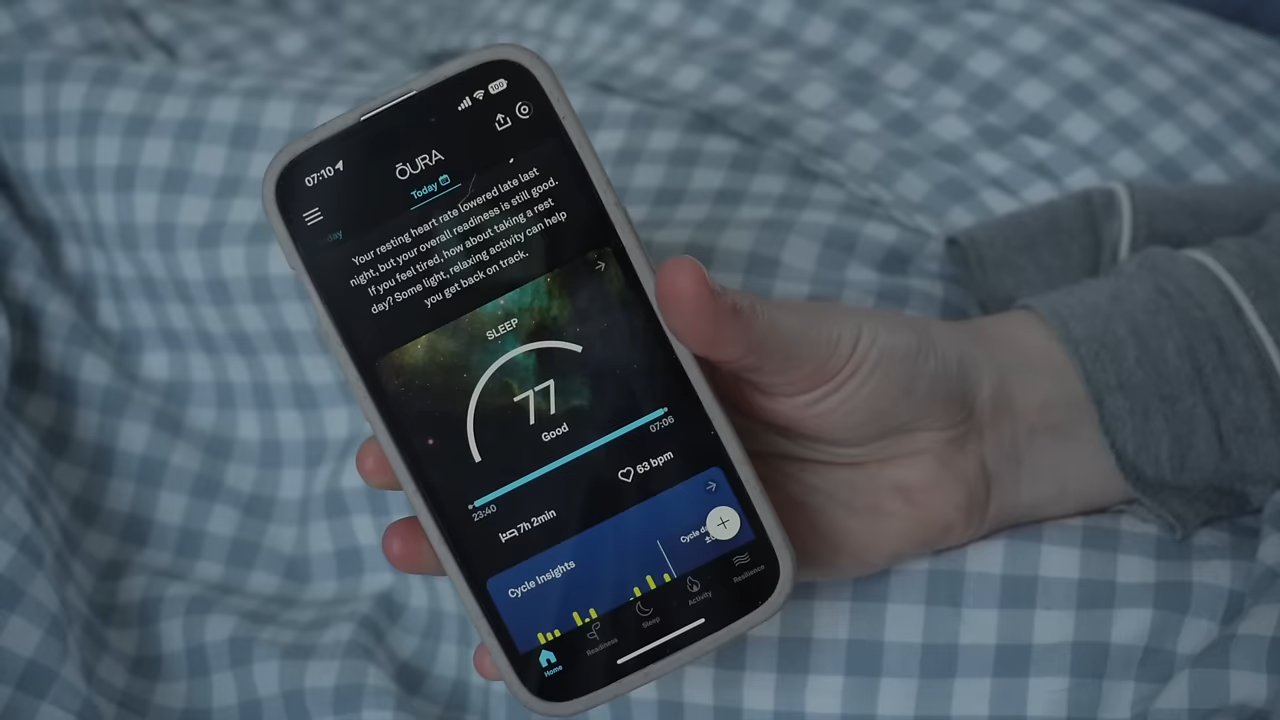 07:10
100
ŌURA
Today
day
Your resting heart rate lowered late last
night, but your overall readiness is still good.
If you feel tired, how about taking a rest
day? Some light, relaxing activity can help
you get back on track.
SLEEP
77
Good
23:40
07:06
7h 2min
63 bpm
Cycle Insights
Cycle
Home
Readiness
Sleep
Activity
Resilience